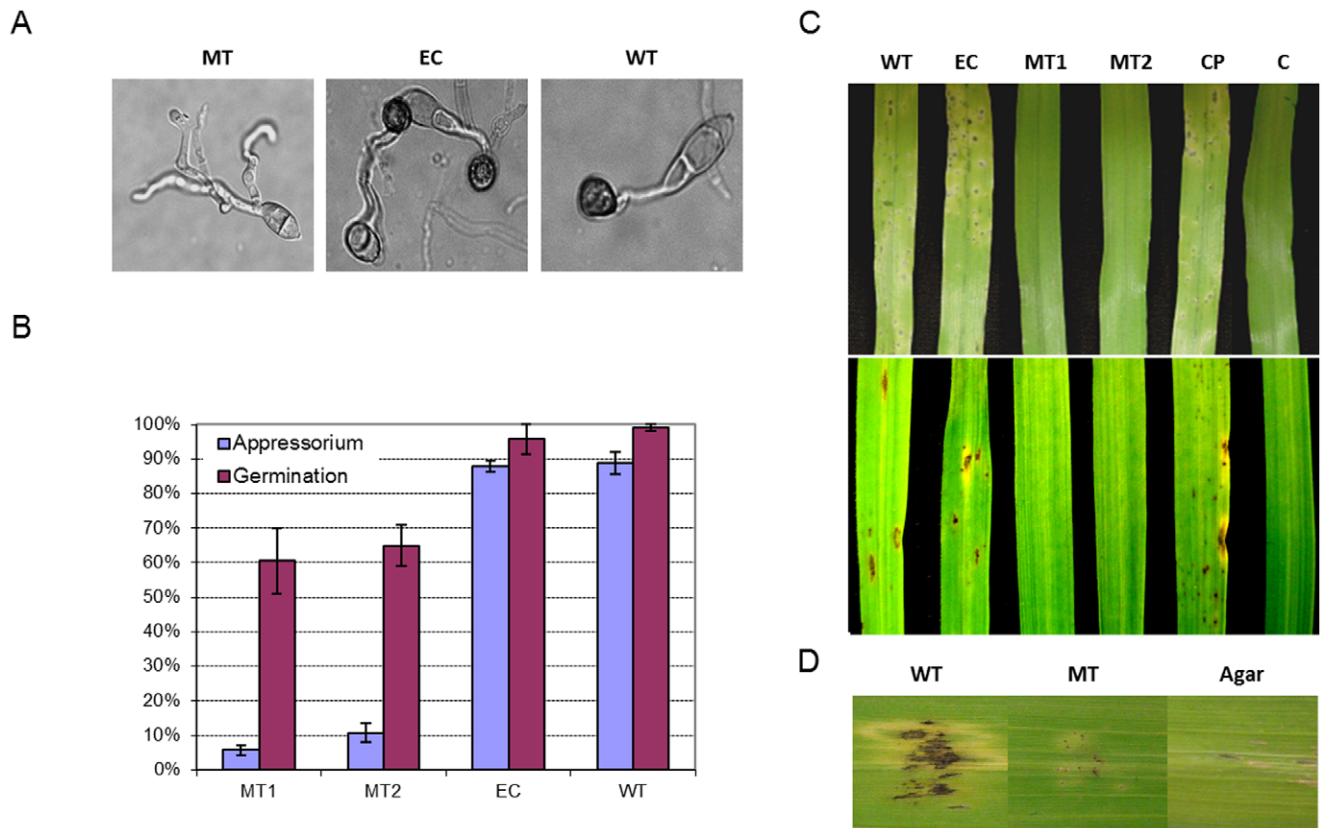 A
MT EC WT
B
100%
90%
80%
70%
60%
50%
40%
30%
20%
10%
0%
Appressorium
Germination
MT1 MT2 EC WT
C
WT EC MT1 MT2 CP C
D
WT MT Agar